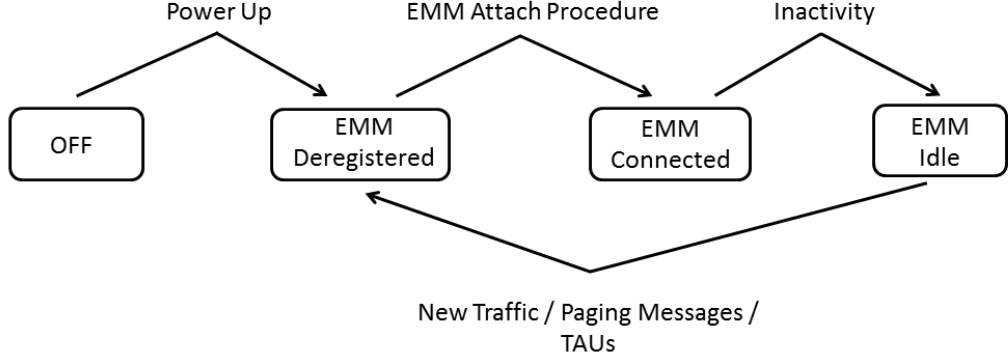 Power Up
EMM Attach Procedure
Inactivity
OFF
EMM
Deregistered
EMM
Connected
EMM
Idle
New Traffic / Paging Messages /
TAUs